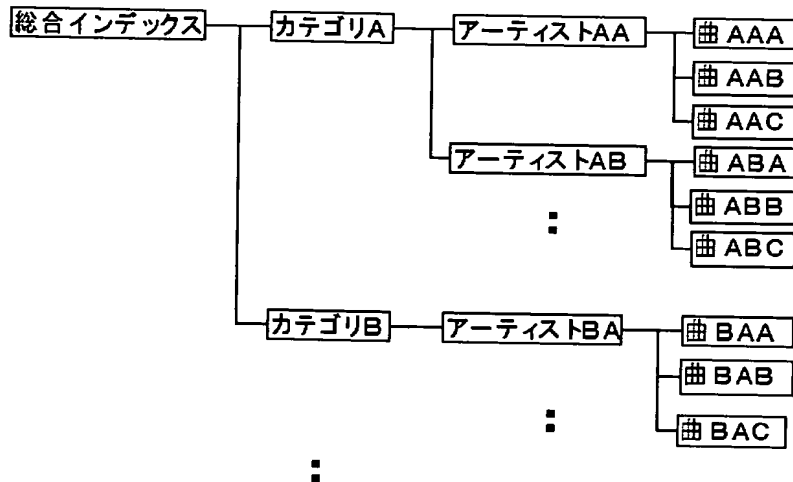 総合インデックス
カテゴリA
アーティストAA
曲 AAA
曲 AAB
曲 AAC
アーティストAB
曲 ABA
曲 ABB
曲 ABC
カテゴリB
アーティストBA
曲 BAA
曲 BAB
曲 BAC